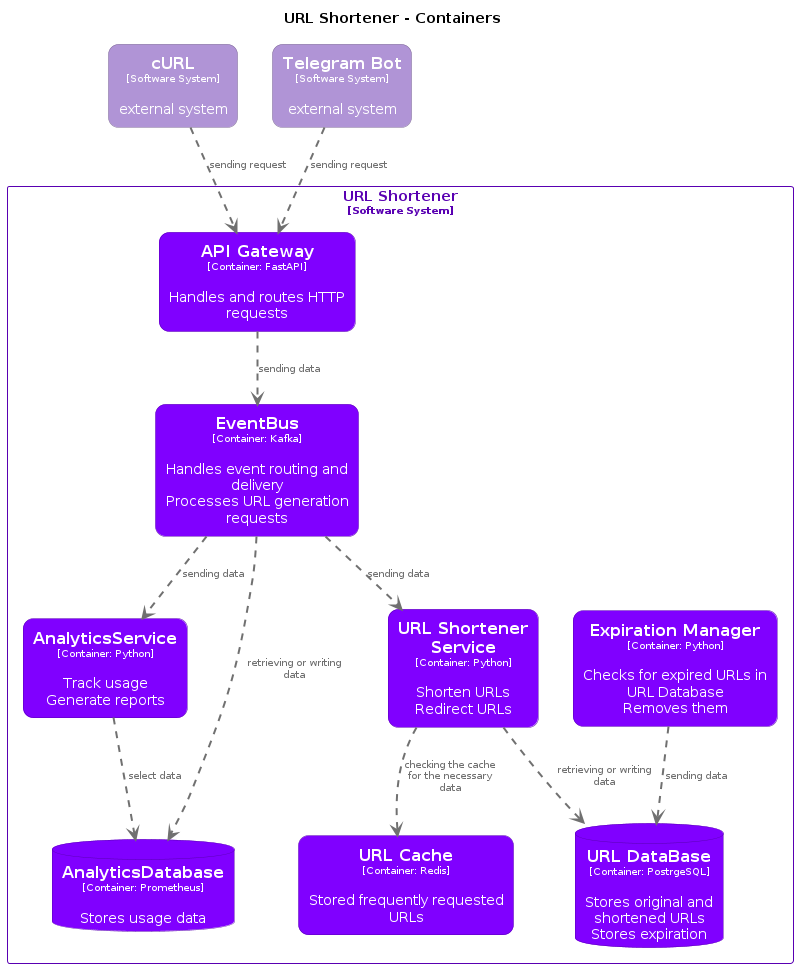 URL Shortener - Containers
cURL
[Software System]
external system
Telegram Bot
[Software System]
external system
sending request
sending request
URL Shortener
[Software System]
API Gateway
[Container: FastAPI]
Handles and routes HTTP
requests
sending data
EventBus
[Container: Kafka]
Handles event routing and
delivery
Processes URL generation
requests
sending data
sending data
retrieving or writing
data
AnalyticsService
[Container: Python]
Track usage
Generate reports
URL Shortener
Service
[Container: Python]
Shorten URLs
Redirect URLs
Expiration Manager
[Container: Python]
Checks for expired URLs in
URL Database
Removes them
select data
checking the cache
for the necessary
data
retrieving or writing
data
sending data
AnalyticsDatabase
[Container: Prometheus]
Stores usage data
URL Cache
[Container: Redis]
Stored frequently requested
URLs
URL DataBase
[Container: PostrgeSQL]
Stores original and
shortened URLs
Stores expiration